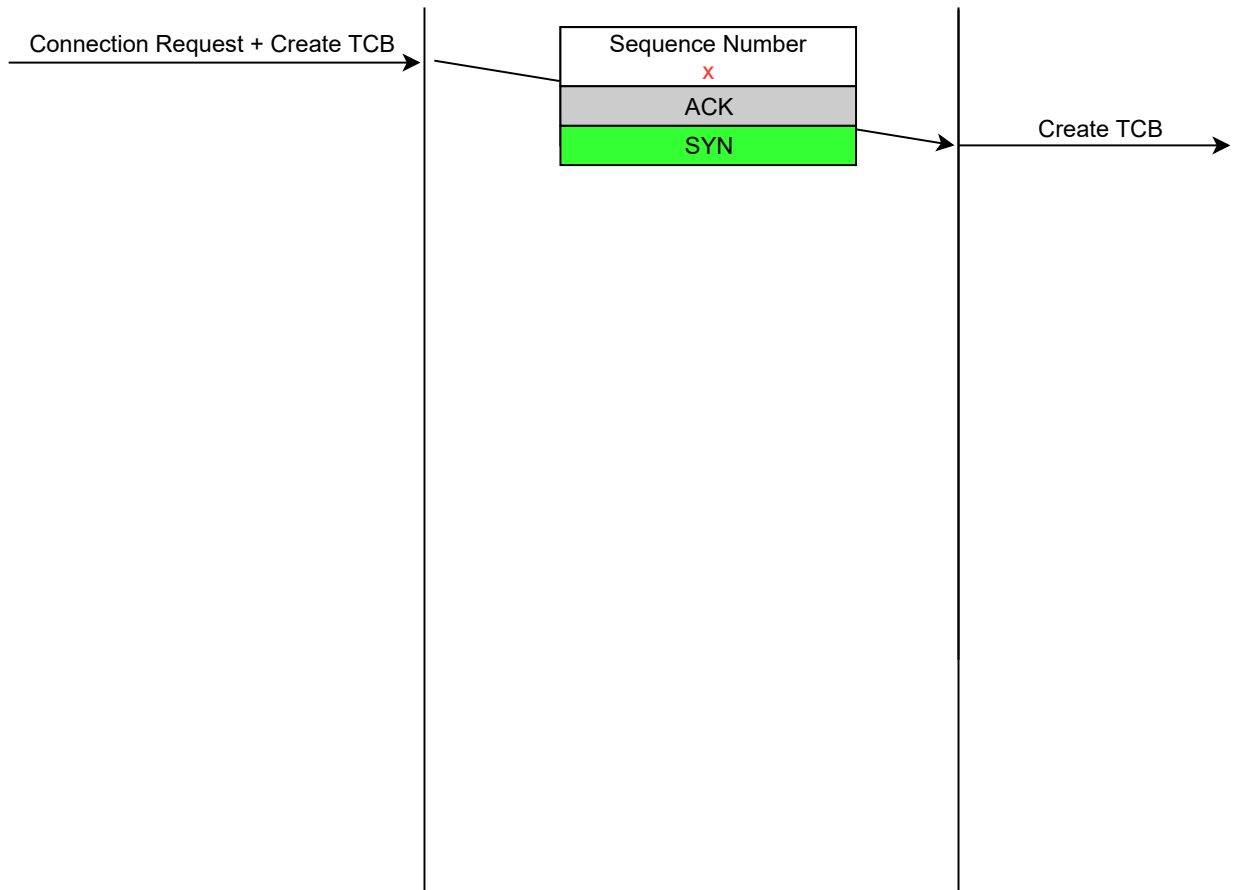 Connection Request + Create TCB
Sequence Number
x
ACK
SYN
Create TCB